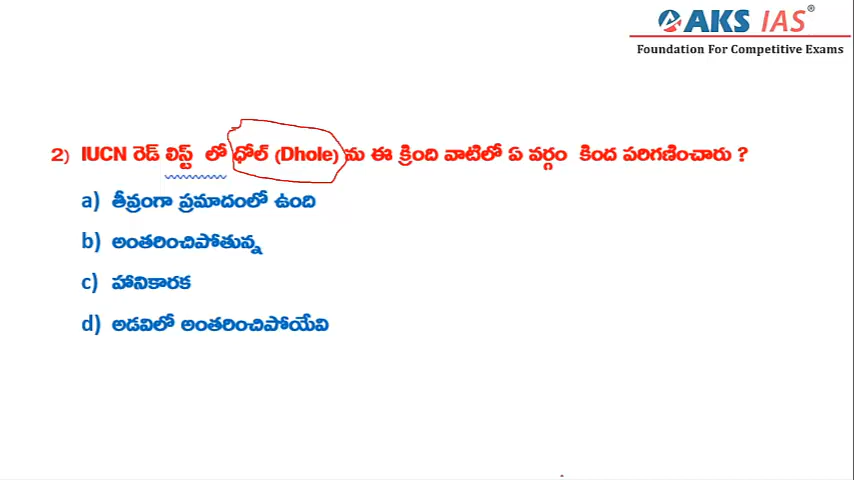 AKS IAS®
Foundation For Competitive Exams
2) IUCN రెడ్ లిస్ట్ లో ధోల్ (Dhole) ను ఈ క్రింది వాటిలో ఏ వర్గం కింద పరిగణించారు ?
a) తీవ్రంగా ప్రమాదంలో ఉంది
b) అంతరించిపోతున్న
c) హానికారక
d) అడవిలో అంతరించిపోయేవి